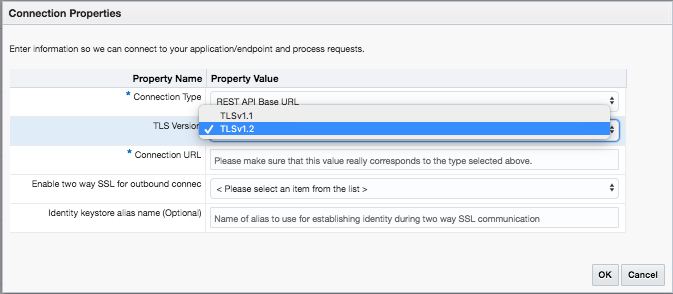 Connection Properties
Enter information so we can connect to your application/endpoint and process requests.
Property Name Property Value
* Connection Type REST API Base URL
TLSv1.1
TLS Version ✓ TLSv1.2
* Connection URL Please make sure that this value really corresponds to the type selected above.
Enable two way SSL for outbound connec < Please select an item from the list >
Identity keystore alias name (Optional) Name of alias to use for establishing identity during two way SSL communication
OK Cancel